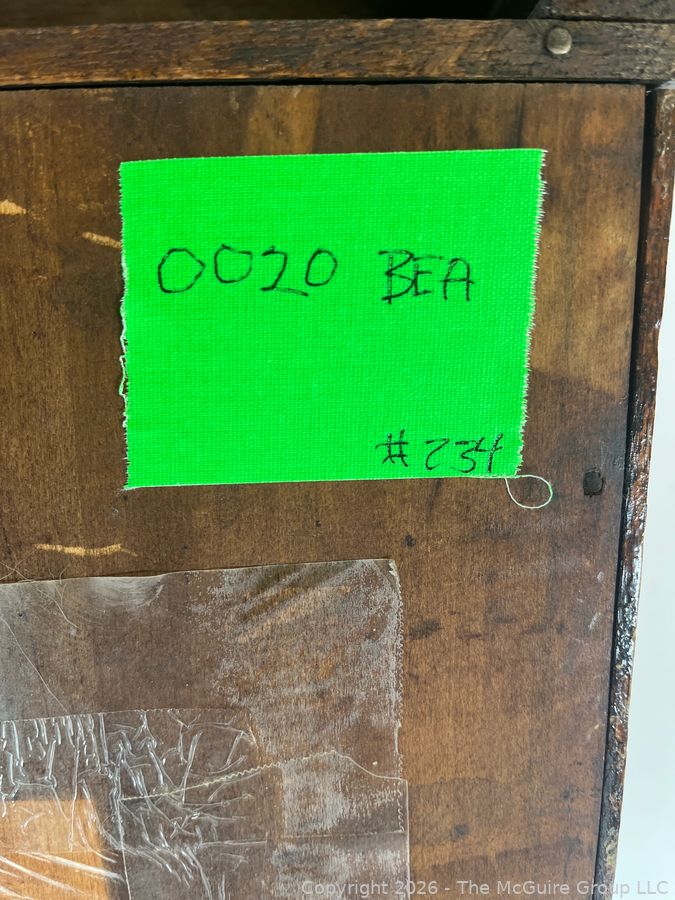 0020 BEA
#234
Copyright 2026 - The McGuire Group LLC